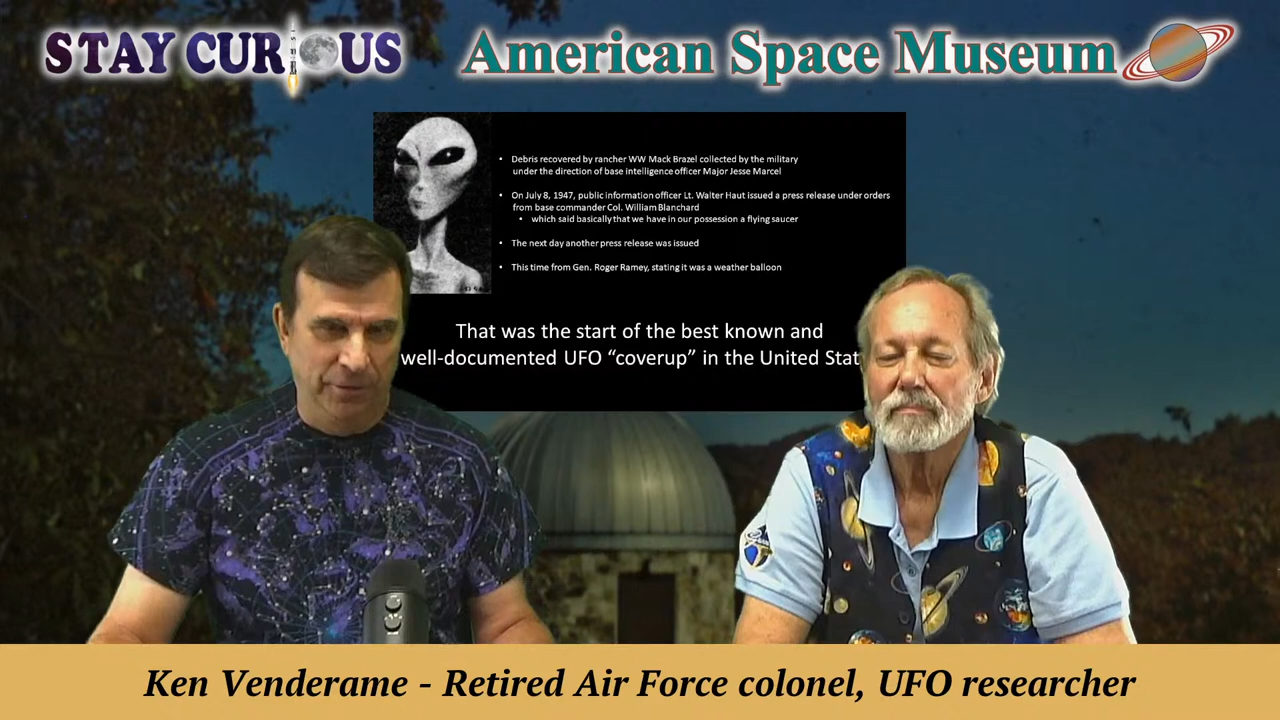 STAY CURIOUS
American Space Museum
• Debris recovered by rancher WW Mack Brazel collected by the military
under the direction of base intelligence officer Major Jesse Marcel
• On July 8, 1947, public information officer Lt. Walter Haut issued a press release under orders
from base commander Col. William Blanchard
• which said basically that we have in our possession a flying saucer
• The next day another press release was issued
• This time from Gen. Roger Ramey, stating it was a weather balloon
That was the start of the best known and
well-documented UFO “coverup” in the United Stat
Ken Venderame - Retired Air Force colonel, UFO researcher